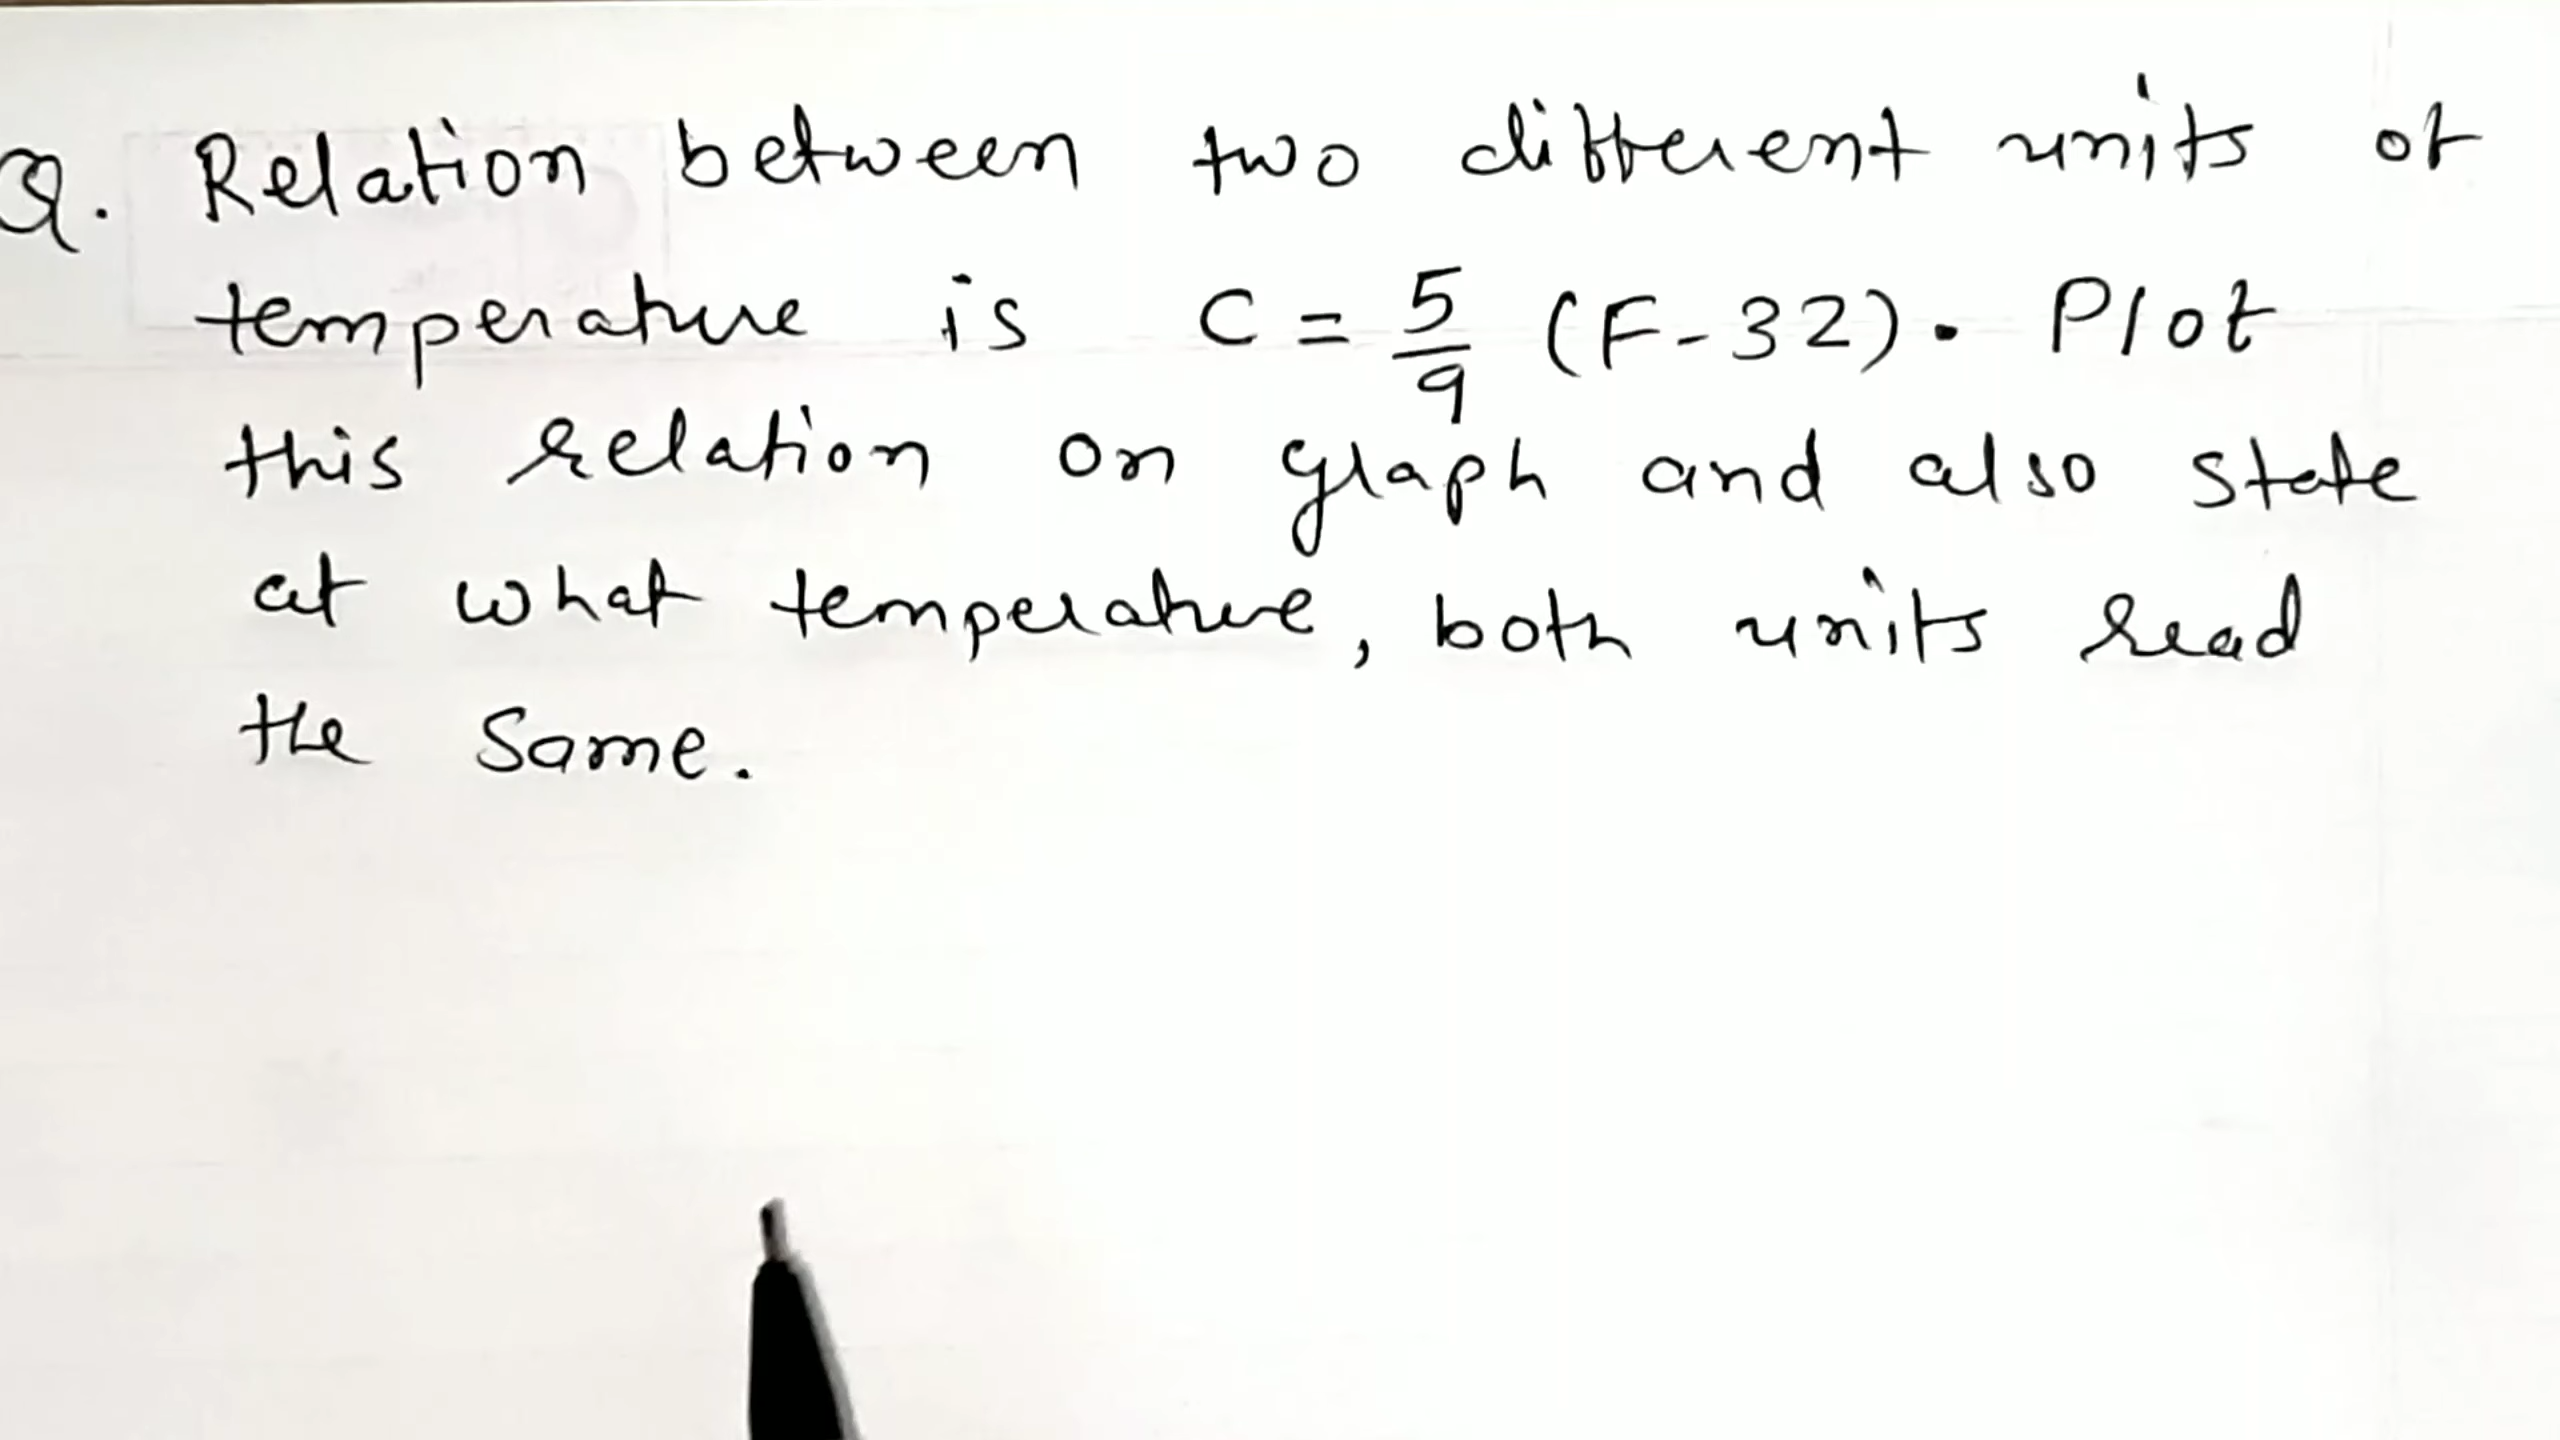 Q. Relation between two different units of
temperature is C = 5/9 (F-32). Plot
this relation on graph and also state
at what temperature, both units read
the same.